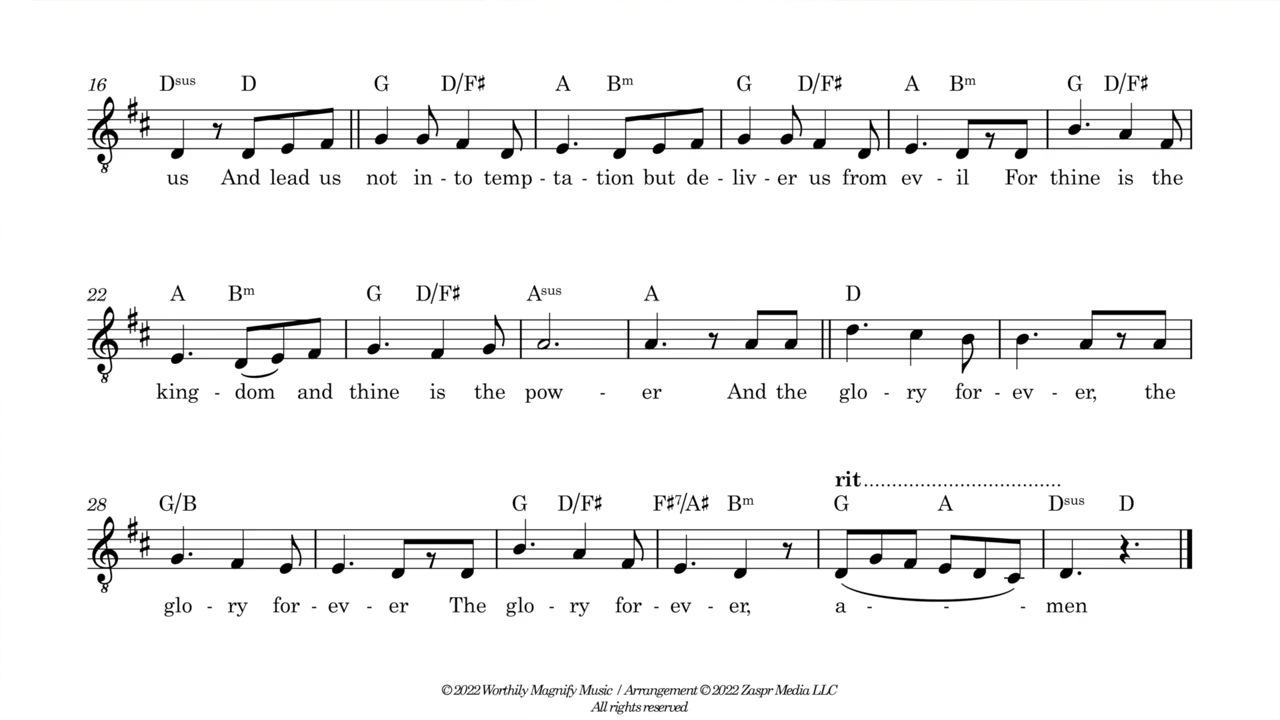 16 Dsus D G D/F♯ A Bm G D/F♯ A Bm G D/F♯
us And lead us not in - to temp - ta - tion but de - liv - er us from ev - il For thine is the
22 A Bm G D/F♯ Asus A D
king - dom and thine is the pow - er And the glo - ry for - ev - er, the
rit
28 G/B G D/F♯ F♯7/A♯ Bm G A Dsus D
glo - ry for - ev - er The glo - ry for - ev - er, a - - - men
© 2022 Worthily Magnify Music / Arrangement © 2022 Zaspr Media LLC
All rights reserved